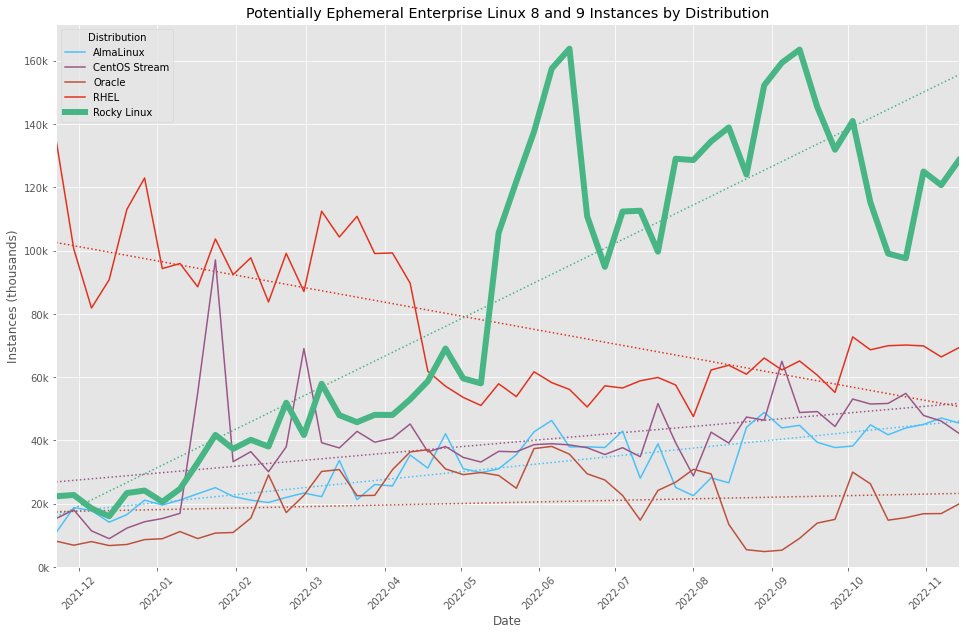 Potentially Ephemeral Enterprise Linux 8 and 9 Instances by Distribution
Distribution
AlmaLinux
CentOS Stream
Oracle
RHEL
Rocky Linux
160k
140k
120k
100k
80k
60k
40k
20k
0k
Instances (thousands)
2021-12
2022-01
2022-02
2022-03
2022-04
2022-05
2022-06
2022-07
2022-08
2022-09
2022-10
2022-11
Date